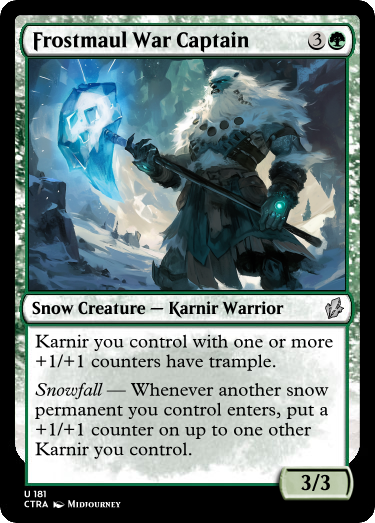 Frostmaul War Captain 3
Snow Creature — Karnir Warrior
Karnir you control with one or more
+1/+1 counters have trample.
Snowfall — Whenever another snow
permanent you control enters, put a
+1/+1 counter on up to one other
Karnir you control.
3/3
U 181
CTRA Midjourney